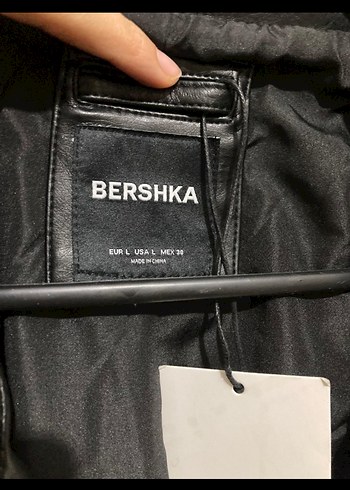 BERSHKA
EUR L USA L MEX 30
MADE IN CHINA